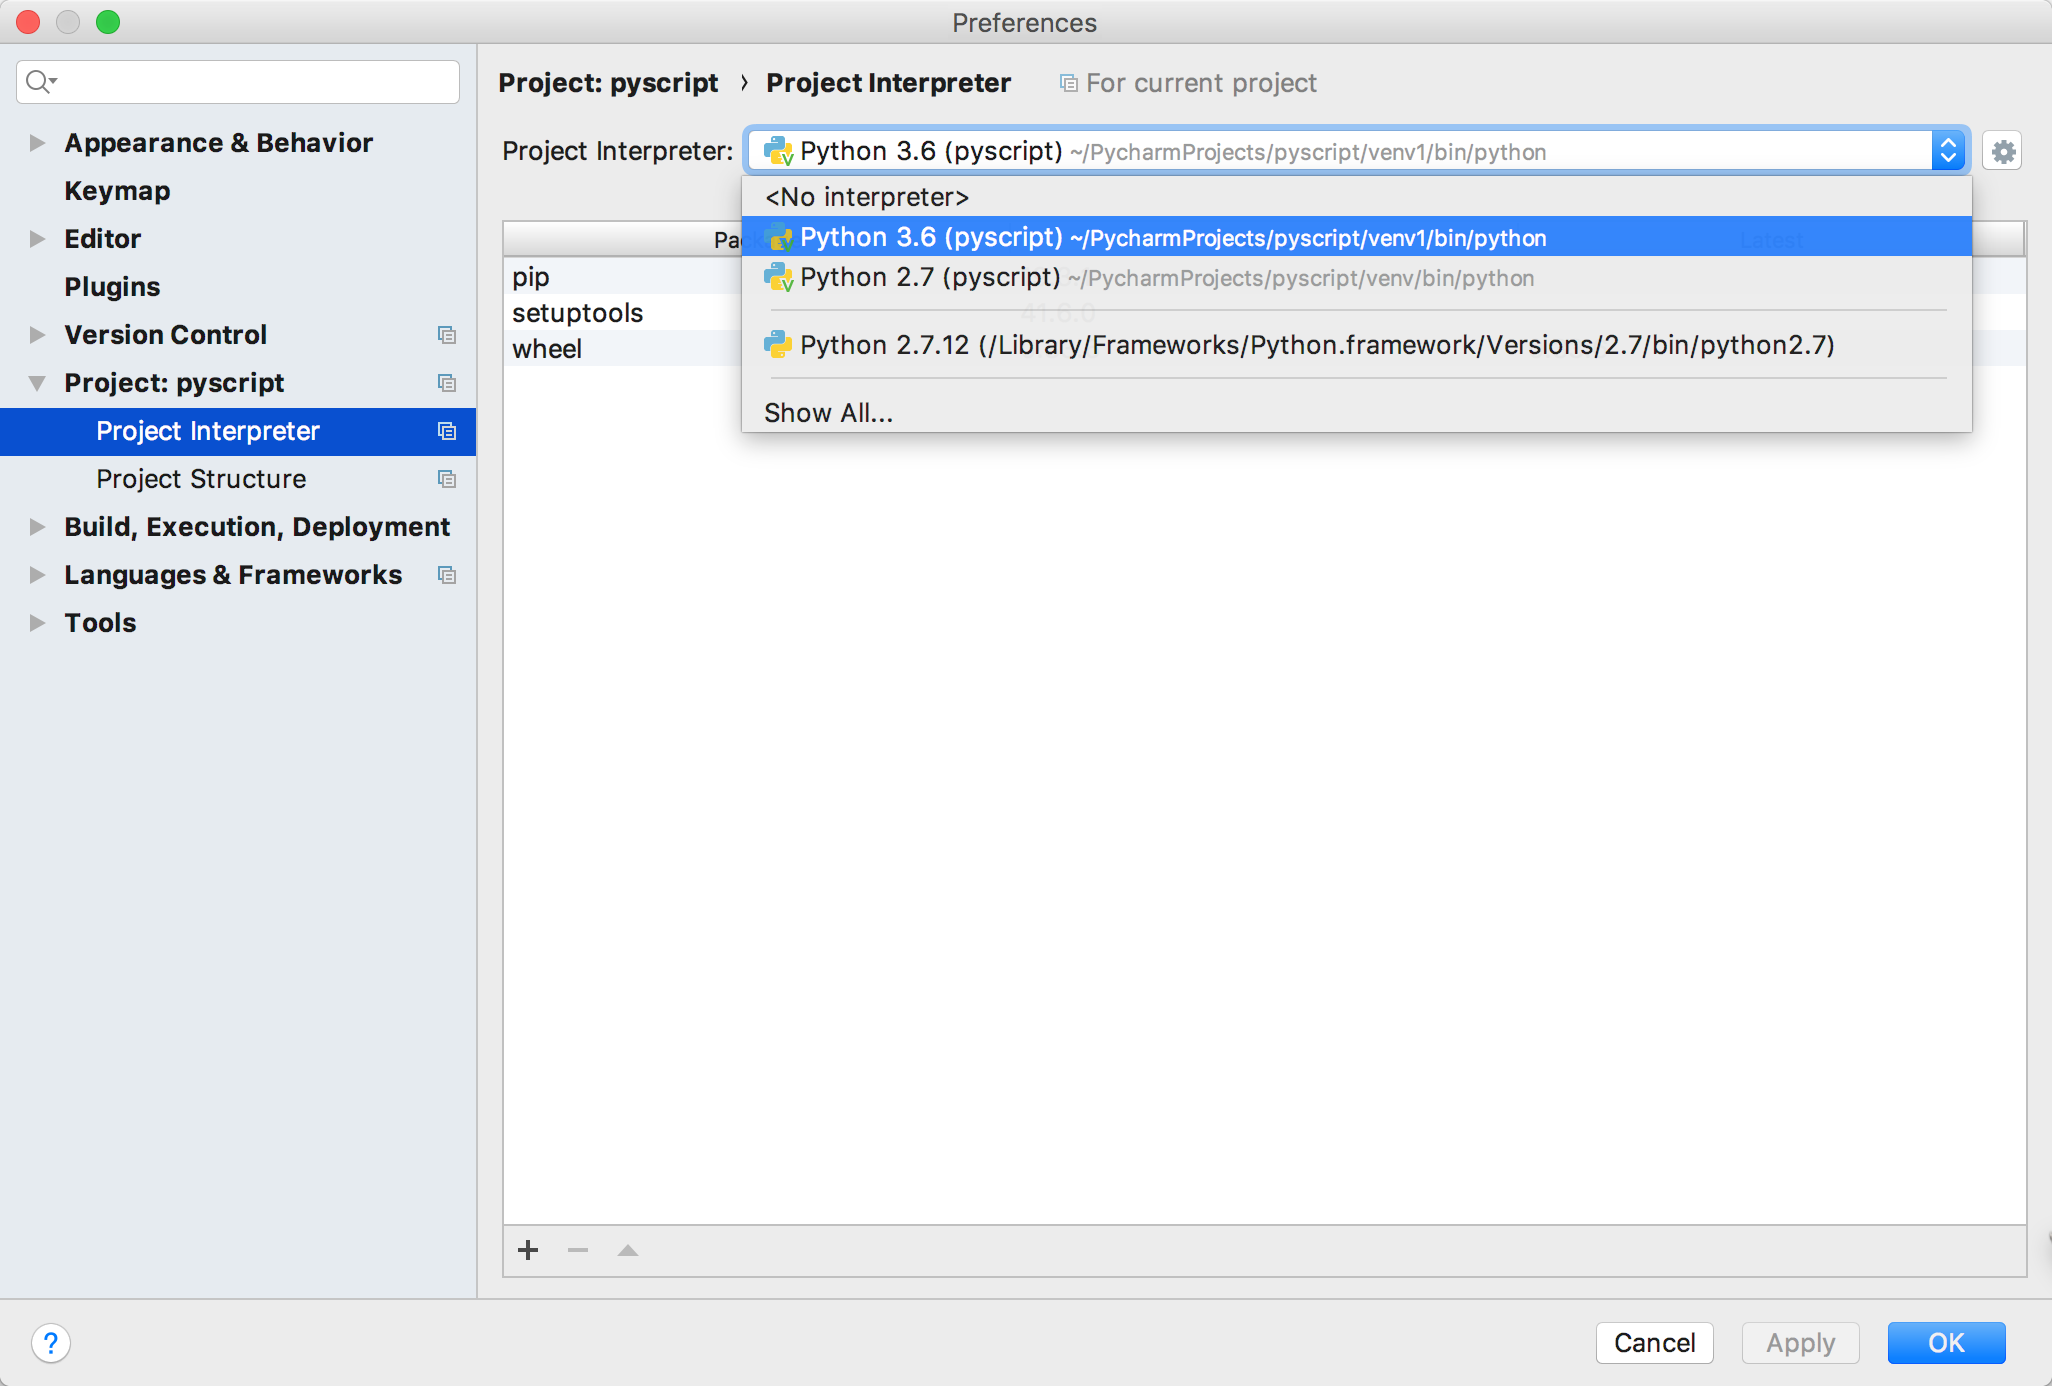 Preferences
Project: pyscript › Project Interpreter For current project
Project Interpreter: Python 3.6 (pyscript) ~/PycharmProjects/pyscript/venv1/bin/python
<No interpreter>
Python 3.6 (pyscript) ~/PycharmProjects/pyscript/venv1/bin/python
Python 2.7 (pyscript) ~/PycharmProjects/pyscript/venv/bin/python
Python 2.7.12 (/Library/Frameworks/Python.framework/Versions/2.7/bin/python2.7)
Show All...
Latest
pip
setuptools 41.6.0
wheel
Appearance & Behavior
Keymap
Editor
Plugins
Version Control
Project: pyscript
Project Interpreter
Project Structure
Build, Execution, Deployment
Languages & Frameworks
Tools
?
Cancel
Apply
OK